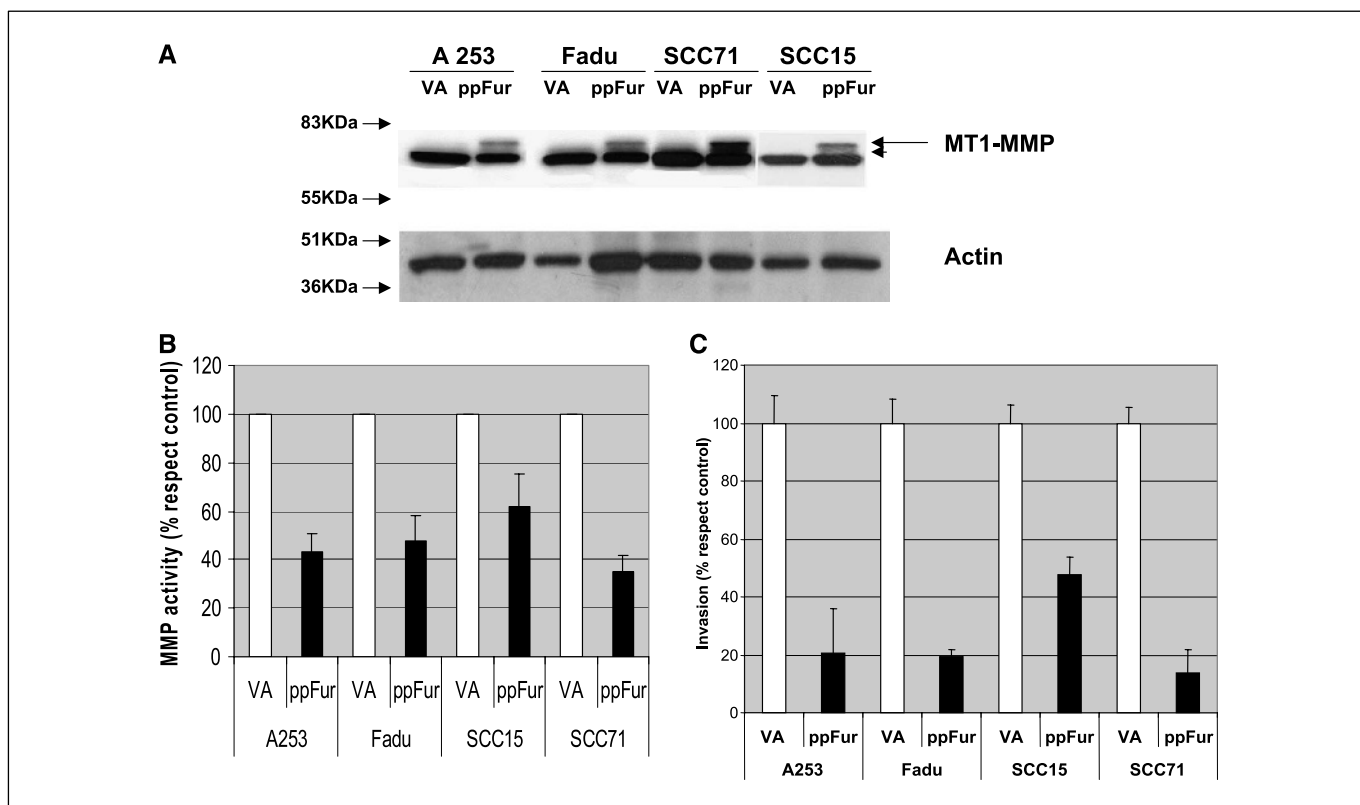 A
A 253 Fadu SCC71 SCC15
VA ppFur VA ppFur VA ppFur VA ppFur
83KDa
MT1-MMP
55KDa
51KDa
Actin
36KDa
B
MMP activity (% respect control)
120
100
80
60
40
20
0
VA ppFur VA ppFur VA ppFur VA ppFur
A253 Fadu SCC15 SCC71
C
Invasion (% respect control)
120
100
80
60
40
20
0
VA ppFur VA ppFur VA ppFur VA ppFur
A253 Fadu SCC15 SCC71